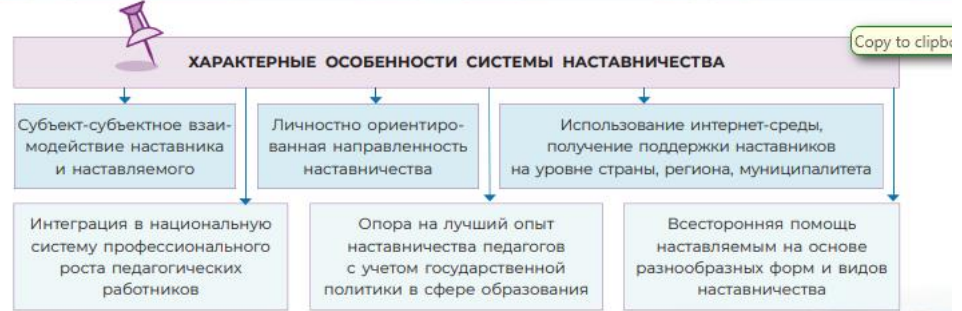 Copy to clipbo
ХАРАКТЕРНЫЕ ОСОБЕННОСТИ СИСТЕМЫ НАСТАВНИЧЕСТВА
Субъект-субъектное взаи-
модействие наставника
и наставляемого
Личностно ориентиро-
ванная направленность
наставничества
Использование интернет-среды,
получение поддержки наставников
на уровне страны, региона, муниципалитета
Интеграция в национальную
систему профессионального
роста педагогических
работников
Опора на лучший опыт
наставничества педагогов
с учетом государственной
политики в сфере образования
Всесторонняя помощь
наставляемым на основе
разнообразных форм и видов
наставничества